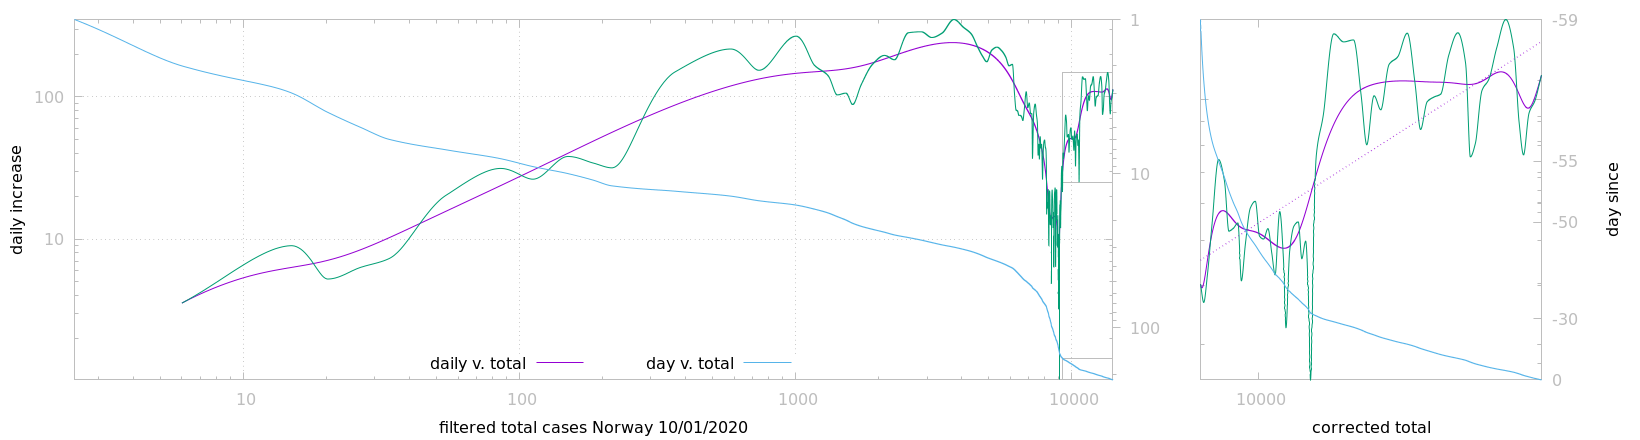 1
-59
100
10
-55
-50
10
100
-30
0
daily increase
daily v. total
day v. total
10
100
1000
10000
10000
day since
filtered total cases Norway 10/01/2020
corrected total